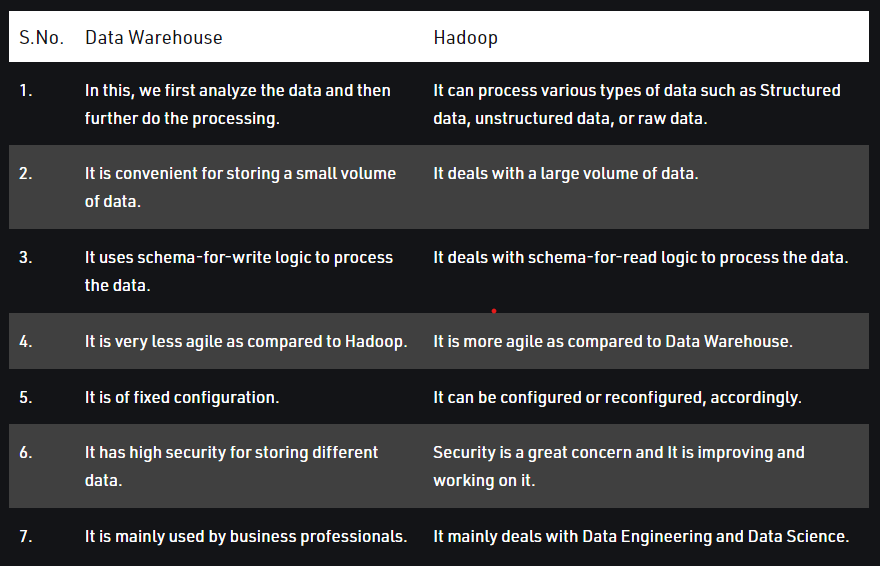 S.No. Data Warehouse Hadoop
1. In this, we first analyze the data and then It can process various types of data such as Structured
further do the processing. data, unstructured data, or raw data.
2. It is convenient for storing a small volume It deals with a large volume of data.
of data.
3. It uses schema-for-write logic to process It deals with schema-for-read logic to process the data.
the data.
4. It is very less agile as compared to Hadoop. It is more agile as compared to Data Warehouse.
5. It is of fixed configuration. It can be configured or reconfigured, accordingly.
6. It has high security for storing different Security is a great concern and It is improving and
data. working on it.
7. It is mainly used by business professionals. It mainly deals with Data Engineering and Data Science.